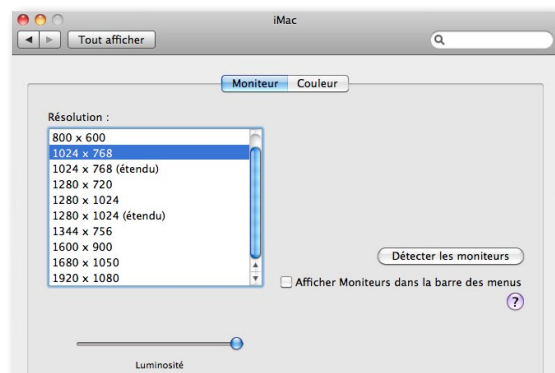 iMac
Tout afficher
Moniteur Couleur
Résolution :
800 x 600
1024 x 768
1024 x 768 (étendu)
1280 x 720
1280 x 1024
1280 x 1024 (étendu)
1344 x 756
1600 x 900
1680 x 1050
1920 x 1080
Détecter les moniteurs
Afficher Moniteurs dans la barre des menus
?
Luminosité